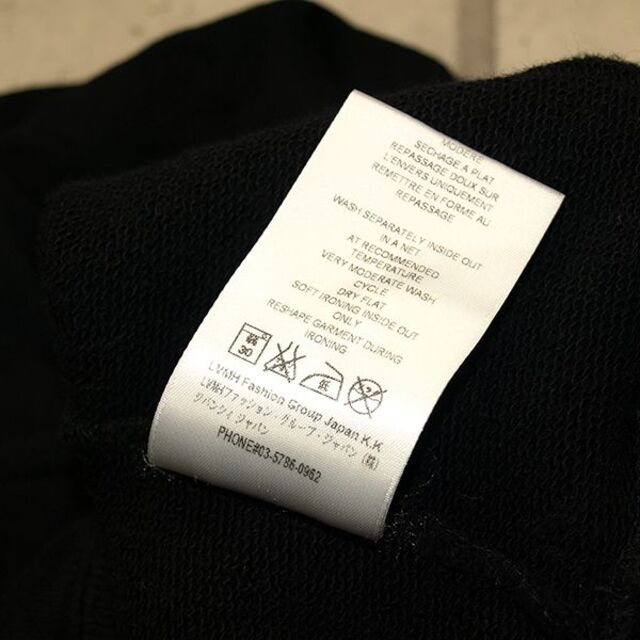 MODERE
SECHAGE A PLAT
REPASSAGE DOUX SUR
L'ENVERS UNIQUEMENT
REMETTRE EN FORME AU
REPASSAGE
WASH SEPARATELY INSIDE OUT
IN A NET
AT RECOMMENDED
TEMPERATURE
VERY MODERATE WASH
CYCLE
DRY FLAT
SOFT IRONING INSIDE OUT
ONLY
RESHAPE GARMENT DURING
IRONING
弱 30 低
LVMH Fashion Group Japan K.K
LVMHファッション・グループ・ジャパン(株)
ジバンシィ ジャパン
PHONE#03-5786-0962